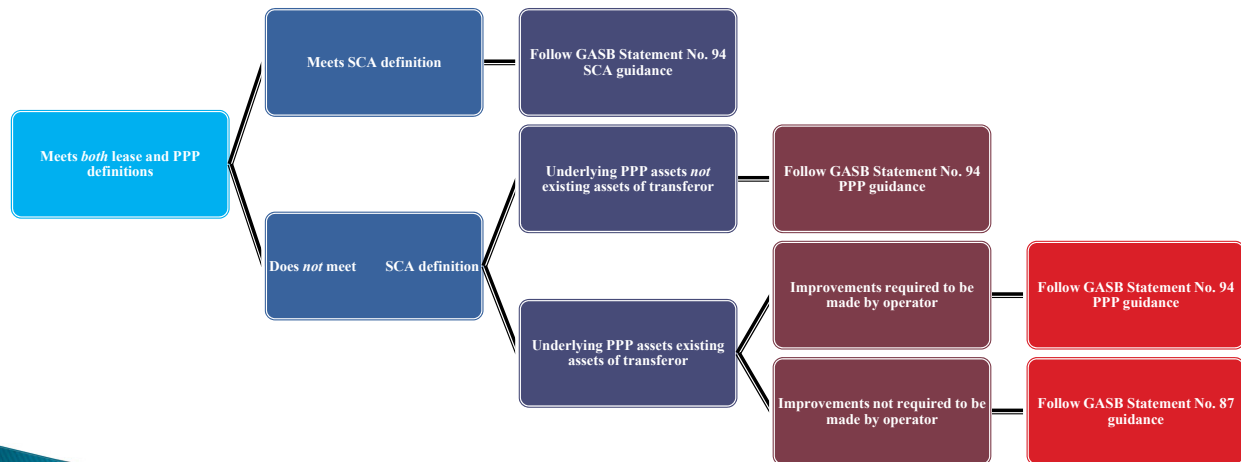 Meets SCA definition
Follow GASB Statement No. 94
SCA guidance
Meets both lease and PPP
definitions
Underlying PPP assets not
existing assets of transferor
Follow GASB Statement No. 94
PPP guidance
Does not meet SCA definition
Improvements required to be
made by operator
Follow GASB Statement No. 94
PPP guidance
Underlying PPP assets existing
assets of transferor
Improvements not required to be
made by operator
Follow GASB Statement No. 87
guidance